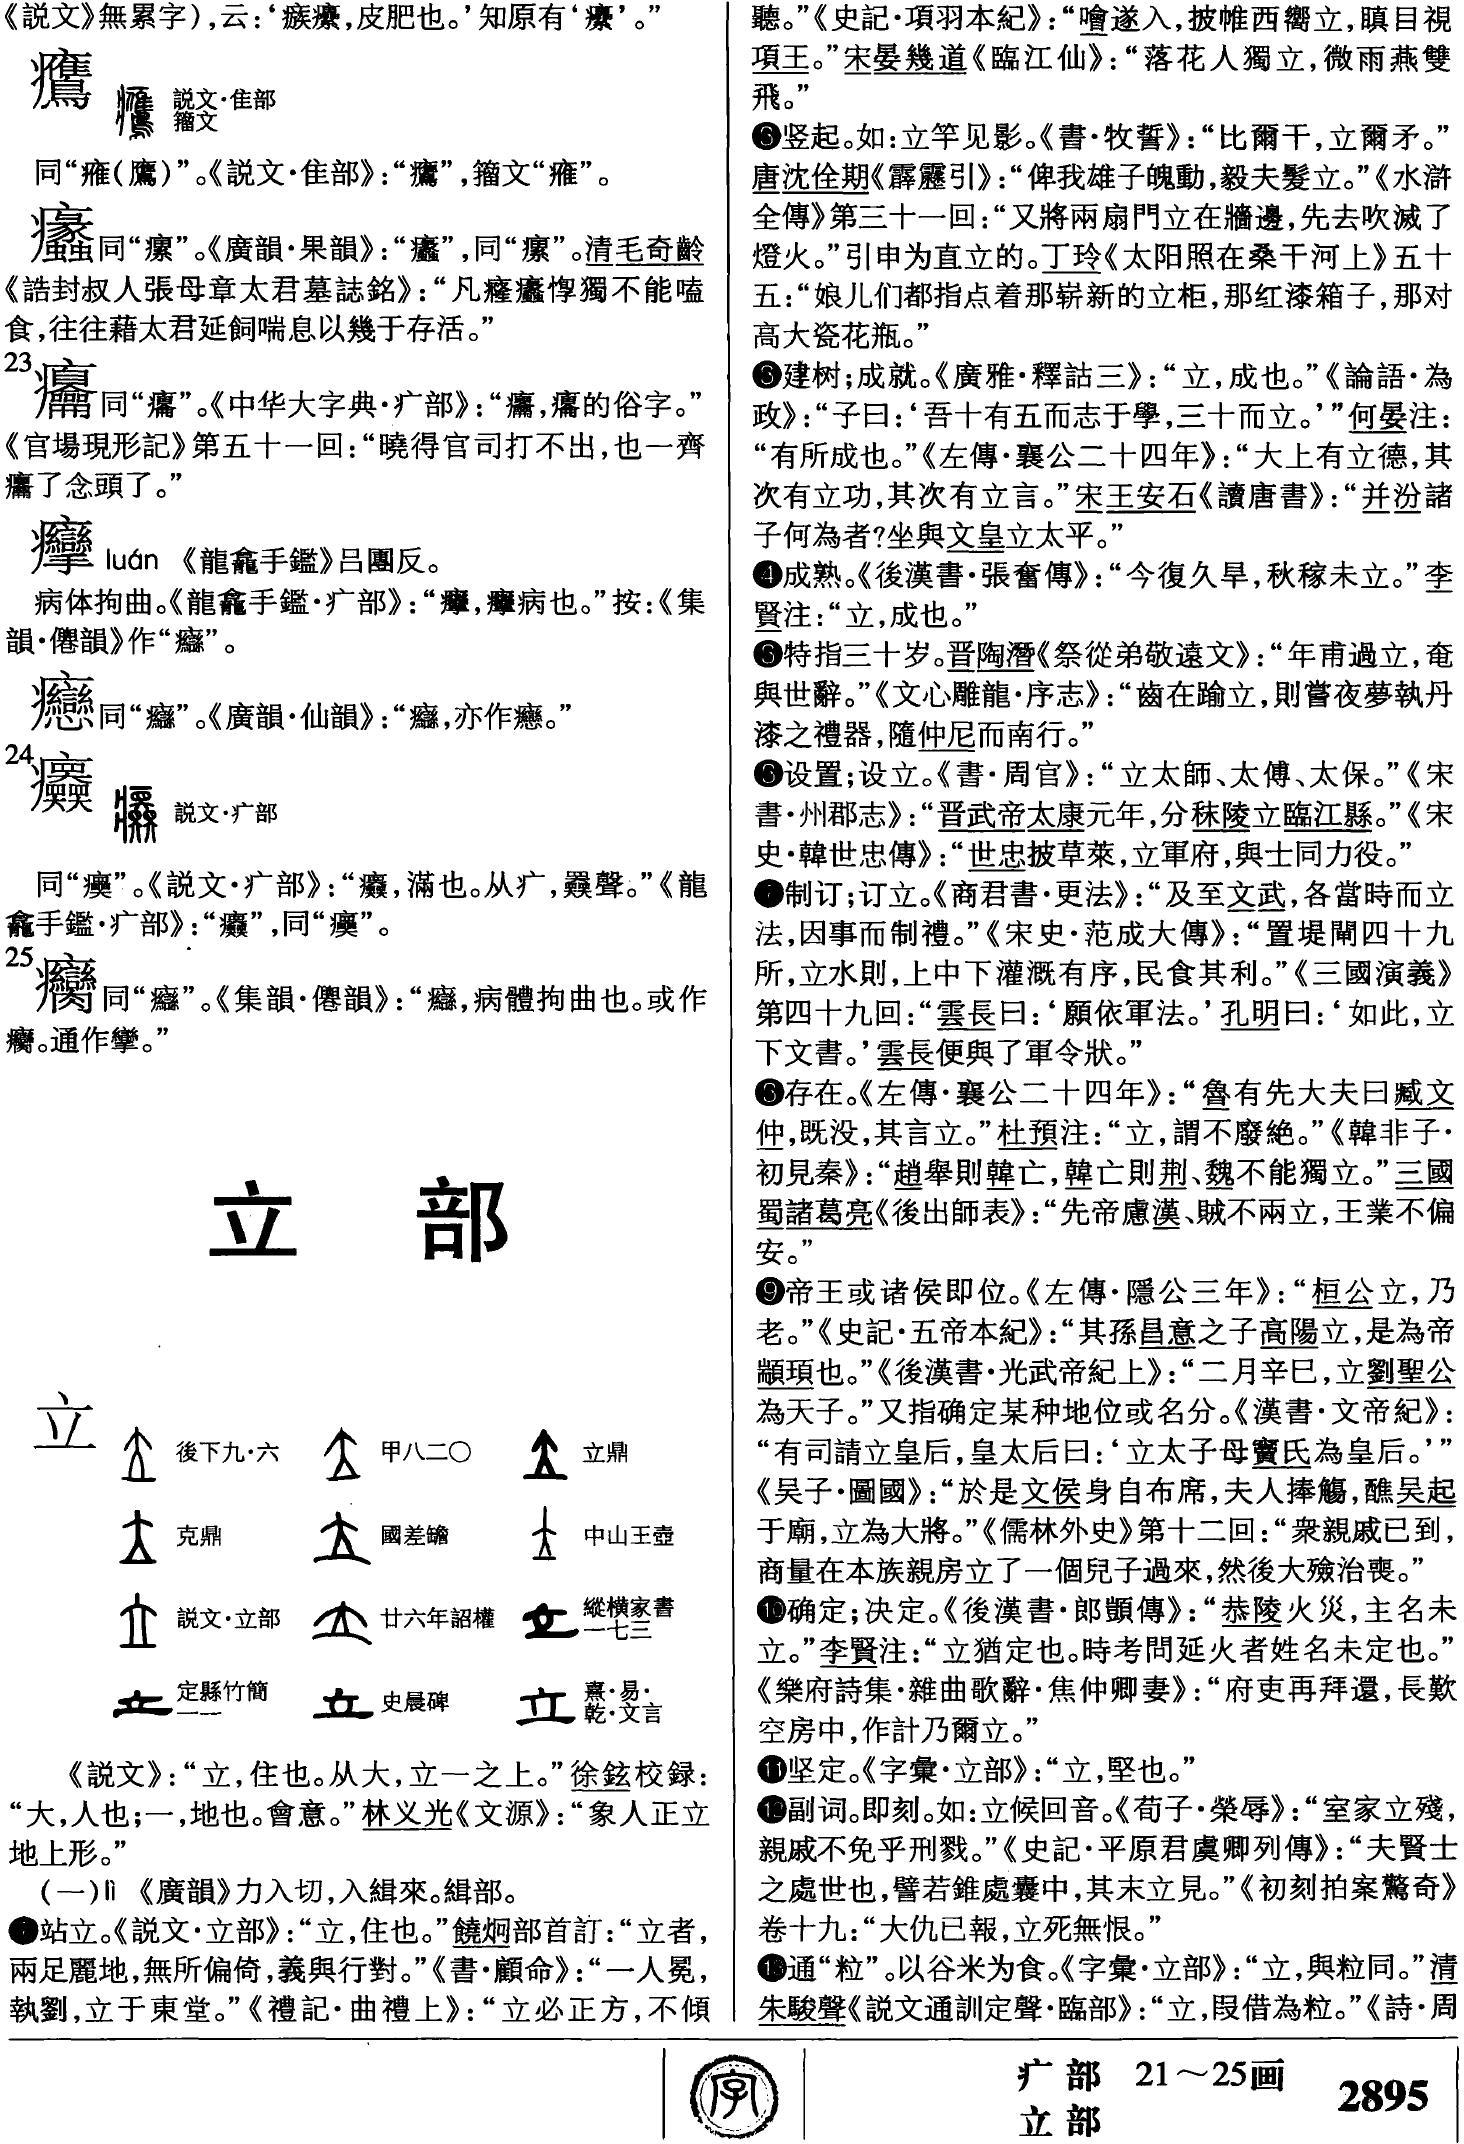 《説文》無累字),云:‘瘯瘰,皮肥也。’知原有‘瘰’。”
説文·隹部
籀文
同“𤸰(鷹)”。《説文·隹部》:“𤻮”,籀文“𤸰”。
同“瘰”。《廣韻·果韻》:“”,同“瘰”。清毛奇齡
《誥封叔人張母章太君墓誌銘》:“凡癃惸獨不能嗑
食,往往藉太君延飼喘息以幾于存活。”
23
同“癟”。《中华大字典·疒部》:“,癟的俗字。”
《官場現形記》第五十一回:“曉得官司打不出,也一齊
了念頭了。”
luán 《龍龕手鑑》吕團反。
病体拘曲。《龍龕手鑑·疒部》:“,病也。”按:《集
韻·僊韻》作“癵”。
同“癵”。《廣韻·仙韻》:“癵,亦作。”
24
説文·疒部
同“”。《説文·疒部》:“,滿也。从疒,聲。”《龍
龕手鑑·疒部》:“”,同“”。
25
同“癵”。《集韻·僊韻》:“癵,病體拘曲也。或作
。通作攣。”
立 部
立
後下九·六 甲八二〇 立鼎
克鼎 國差𦉜 中山王壺
説文·立部 廿六年詔權 縱横家書
一七三
定縣竹簡
一一 史晨碑 熹·易·
乾·文言
《説文》:“立,住也。从大,立一之上。”徐鉉校録:
“大,人也;一,地也。會意。”林义光《文源》:“象人正立
地上形。”
(一)lì 《廣韻》力入切,入緝來。緝部。
❶站立。《説文·立部》:“立,住也。”饒炯部首訂:“立者,
兩足麗地,無所偏倚,義與行對。”《書·顧命》:“一人冕,
執劉,立于東堂。”《禮記·曲禮上》:“立必正方,不傾
聽。”《史記·項羽本紀》:“噲遂入,披帷西嚮立,瞋目視
項王。”宋晏幾道《臨江仙》:“落花人獨立,微雨燕雙
飛。”
❷竖起。如:立竿见影。《書·牧誓》:“比爾干,立爾矛。”
唐沈佺期《霹靂引》:“俾我雄子魄動,毅夫髮立。”《水滸
全傳》第三十一回:“又將兩扇門立在牆邊,先去吹滅了
燈火。”引申为直立的。丁玲《太阳照在桑干河上》五十
五:“娘儿们都指点着那崭新的立柜,那红漆箱子,那对
高大瓷花瓶。”
❸建树;成就。《廣雅·釋詁三》:“立,成也。”《論語·為
政》:“子曰:‘吾十有五而志于學,三十而立。’”何晏注:
“有所成也。”《左傳·襄公二十四年》:“大上有立德,其
次有立功,其次有立言。”宋王安石《讀唐書》:“并汾諸
子何為者?坐與文皇立太平。”
❹成熟。《後漢書·張奮傳》:“今復久旱,秋稼未立。”李
賢注:“立,成也。”
❺特指三十岁。晋陶潛《祭從弟敬遠文》:“年甫過立,奄
與世辭。”《文心雕龍·序志》:“齒在踰立,則嘗夜夢執丹
漆之禮器,隨仲尼而南行。”
❻设置;设立。《書·周官》:“立太師、太傅、太保。”《宋
書·州郡志》:“晋武帝太康元年,分秣陵立臨江縣。”《宋
史·韓世忠傳》:“世忠披草萊,立軍府,與士同力役。”
❼制订;订立。《商君書·更法》:“及至文武,各當時而立
法,因事而制禮。”《宋史·范成大傳》:“置堤閘四十九
所,立水則,上中下灌溉有序,民食其利。”《三國演義》
第四十九回:“雲長曰:‘願依軍法。’孔明曰:‘如此,立
下文書。’雲長便與了軍令狀。”
❽存在。《左傳·襄公二十四年》:“魯有先大夫曰臧文
仲,既没,其言立。”杜預注:“立,謂不廢絶。”《韓非子·
初見秦》:“趙舉則韓亡,韓亡則荆、魏不能獨立。”三國
蜀諸葛亮《後出師表》:“先帝慮漢、賊不兩立,王業不偏
安。”
❾帝王或诸侯即位。《左傳·隱公三年》:“桓公立,乃
老。”《史記·五帝本紀》:“其孫昌意之子高陽立,是為帝
顓頊也。”《後漢書·光武帝紀上》:“二月辛巳,立劉聖公
為天子。”又指确定某种地位或名分。《漢書·文帝紀》:
“有司請立皇后,皇太后曰:‘立太子母竇氏為皇后。’”
《吴子·圖國》:“於是文侯身自布席,夫人捧觴,醮吴起
于廟,立為大將。”《儒林外史》第十二回:“衆親戚已到,
商量在本族親房立了一個兒子過來,然後大殮治喪。”
❿确定;决定。《後漢書·郎顗傳》:“恭陵火災,主名未
立。”李賢注:“立猶定也。時考問延火者姓名未定也。”
《樂府詩集·雜曲歌辭·焦仲卿妻》:“府吏再拜還,長歎
空房中,作計乃爾立。”
⓫坚定。《字彙·立部》:“立,堅也。”
⓬副词。即刻。如:立候回音。《荀子·榮辱》:“室家立殘,
親戚不免乎刑戮。”《史記·平原君虞卿列傳》:“夫賢士
之處世也,譬若錐處囊中,其末立見。”《初刻拍案驚奇》
卷十九:“大仇已報,立死無恨。”
⓭通“粒”。以谷米为食。《字彙·立部》:“立,與粒同。”清
朱駿聲《説文通訓定聲·臨部》:“立,叚借為粒。”《詩·周
字
疒部 21～25画
立部
2895